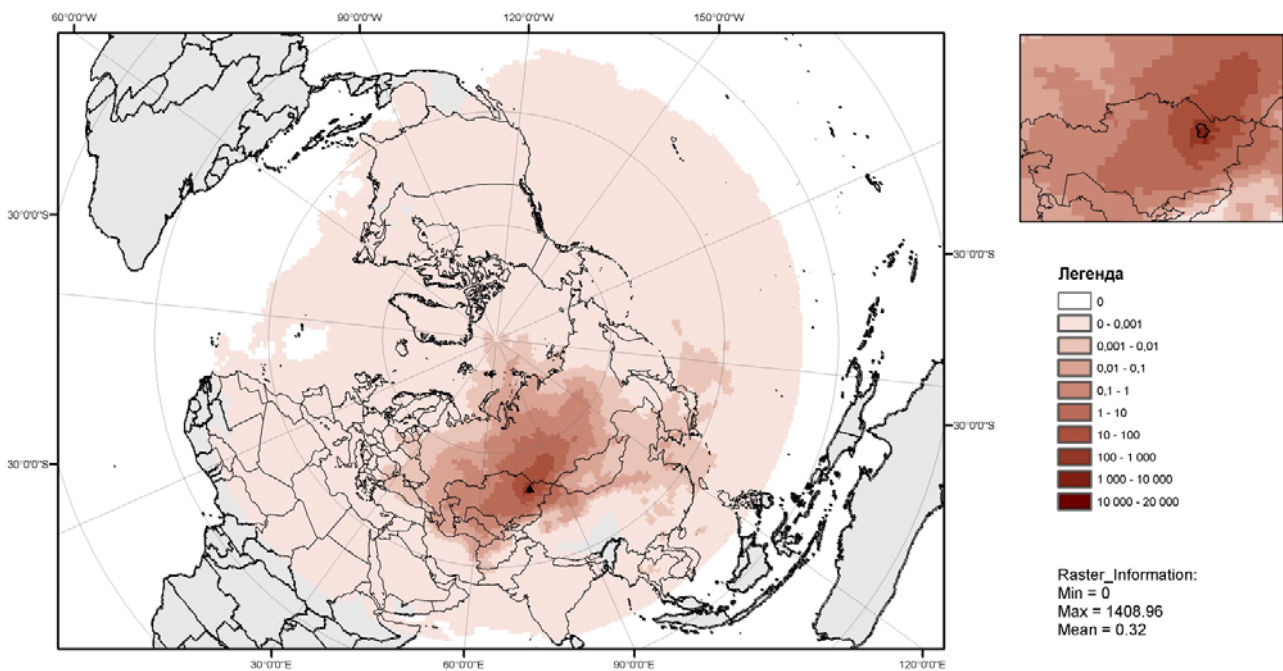 60°0'0"W
90°0'0"W
120°0'0"W
150°0'0"W
30°0'0"S
30°0'0"S
30°0'0"S
30°0'0"S
30°0'0"E
60°0'0"E
90°0'0"E
120°0'0"E
Легенда
0
0 - 0,001
0,001 - 0,01
0,01 - 0,1
0,1 - 1
1 - 10
10 - 100
100 - 1 000
1 000 - 10 000
10 000 - 20 000
Raster_Information:
Min = 0
Max = 1408.96
Mean = 0.32